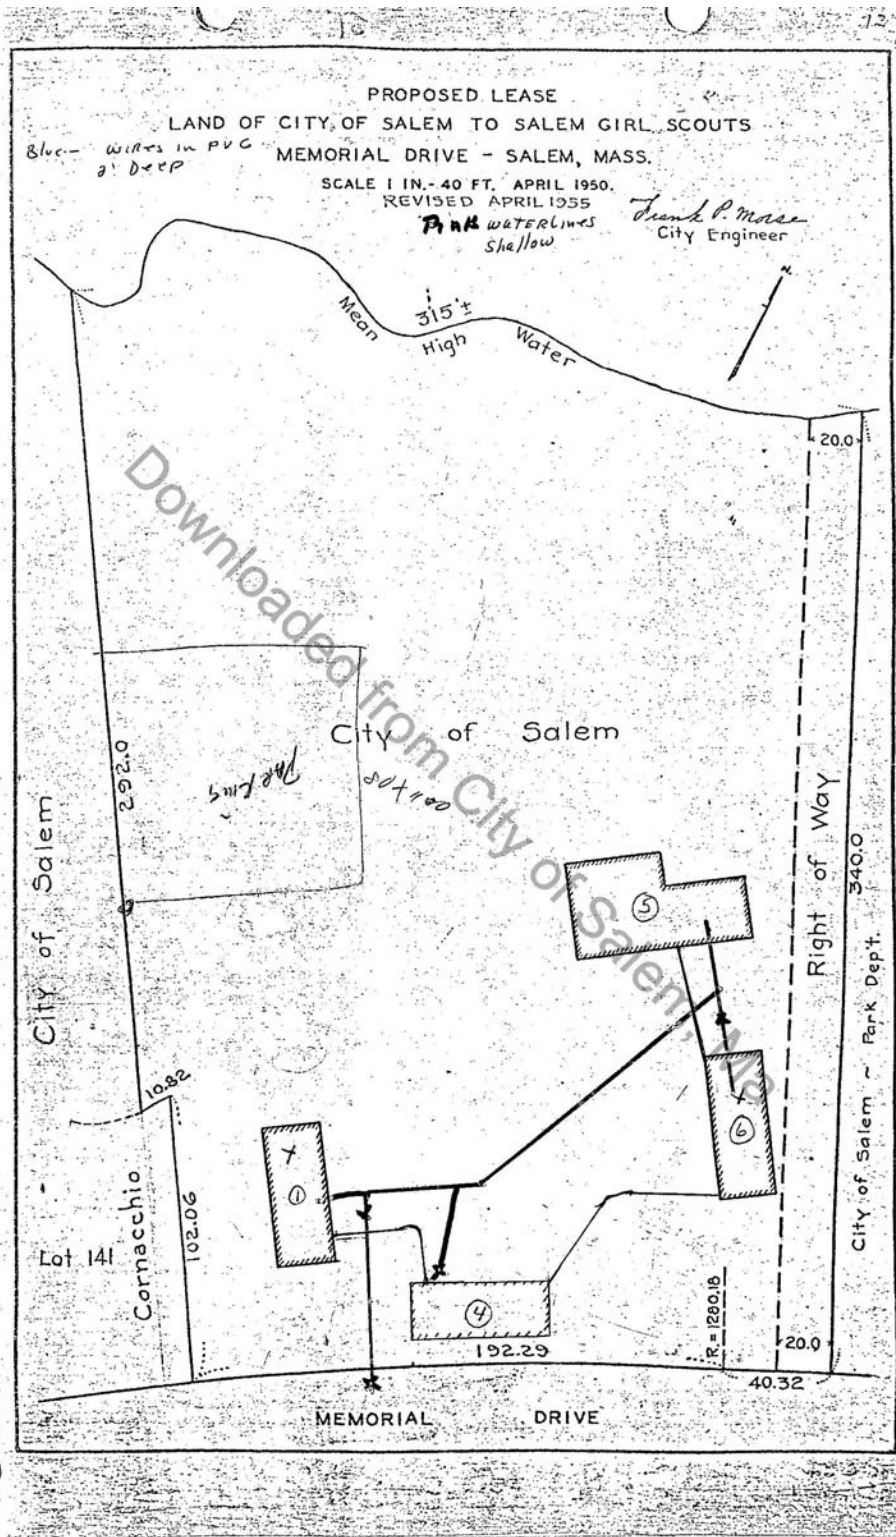 PROPOSED LEASE
LAND OF CITY OF SALEM TO SALEM GIRL SCOUTS
MEMORIAL DRIVE - SALEM, MASS.
SCALE 1 IN.- 40 FT. APRIL 1950.
REVISED APRIL 1955
Blue - wires in PVC
2' Deep
Pink waterlines
Shallow
Frank P. Morse
City Engineer
N.
315'±
Mean High Water
20.0
Downloaded from City of Salem, Ma
City of Salem
292.0
Parking
City of Salem
Right of Way
340.0
City of Salem ~ Park Dep't.
5
6
10.82
1
Cornacchio
102.06
Lot 141
4
192.29
R=1280.18
20.0
40.32
MEMORIAL DRIVE